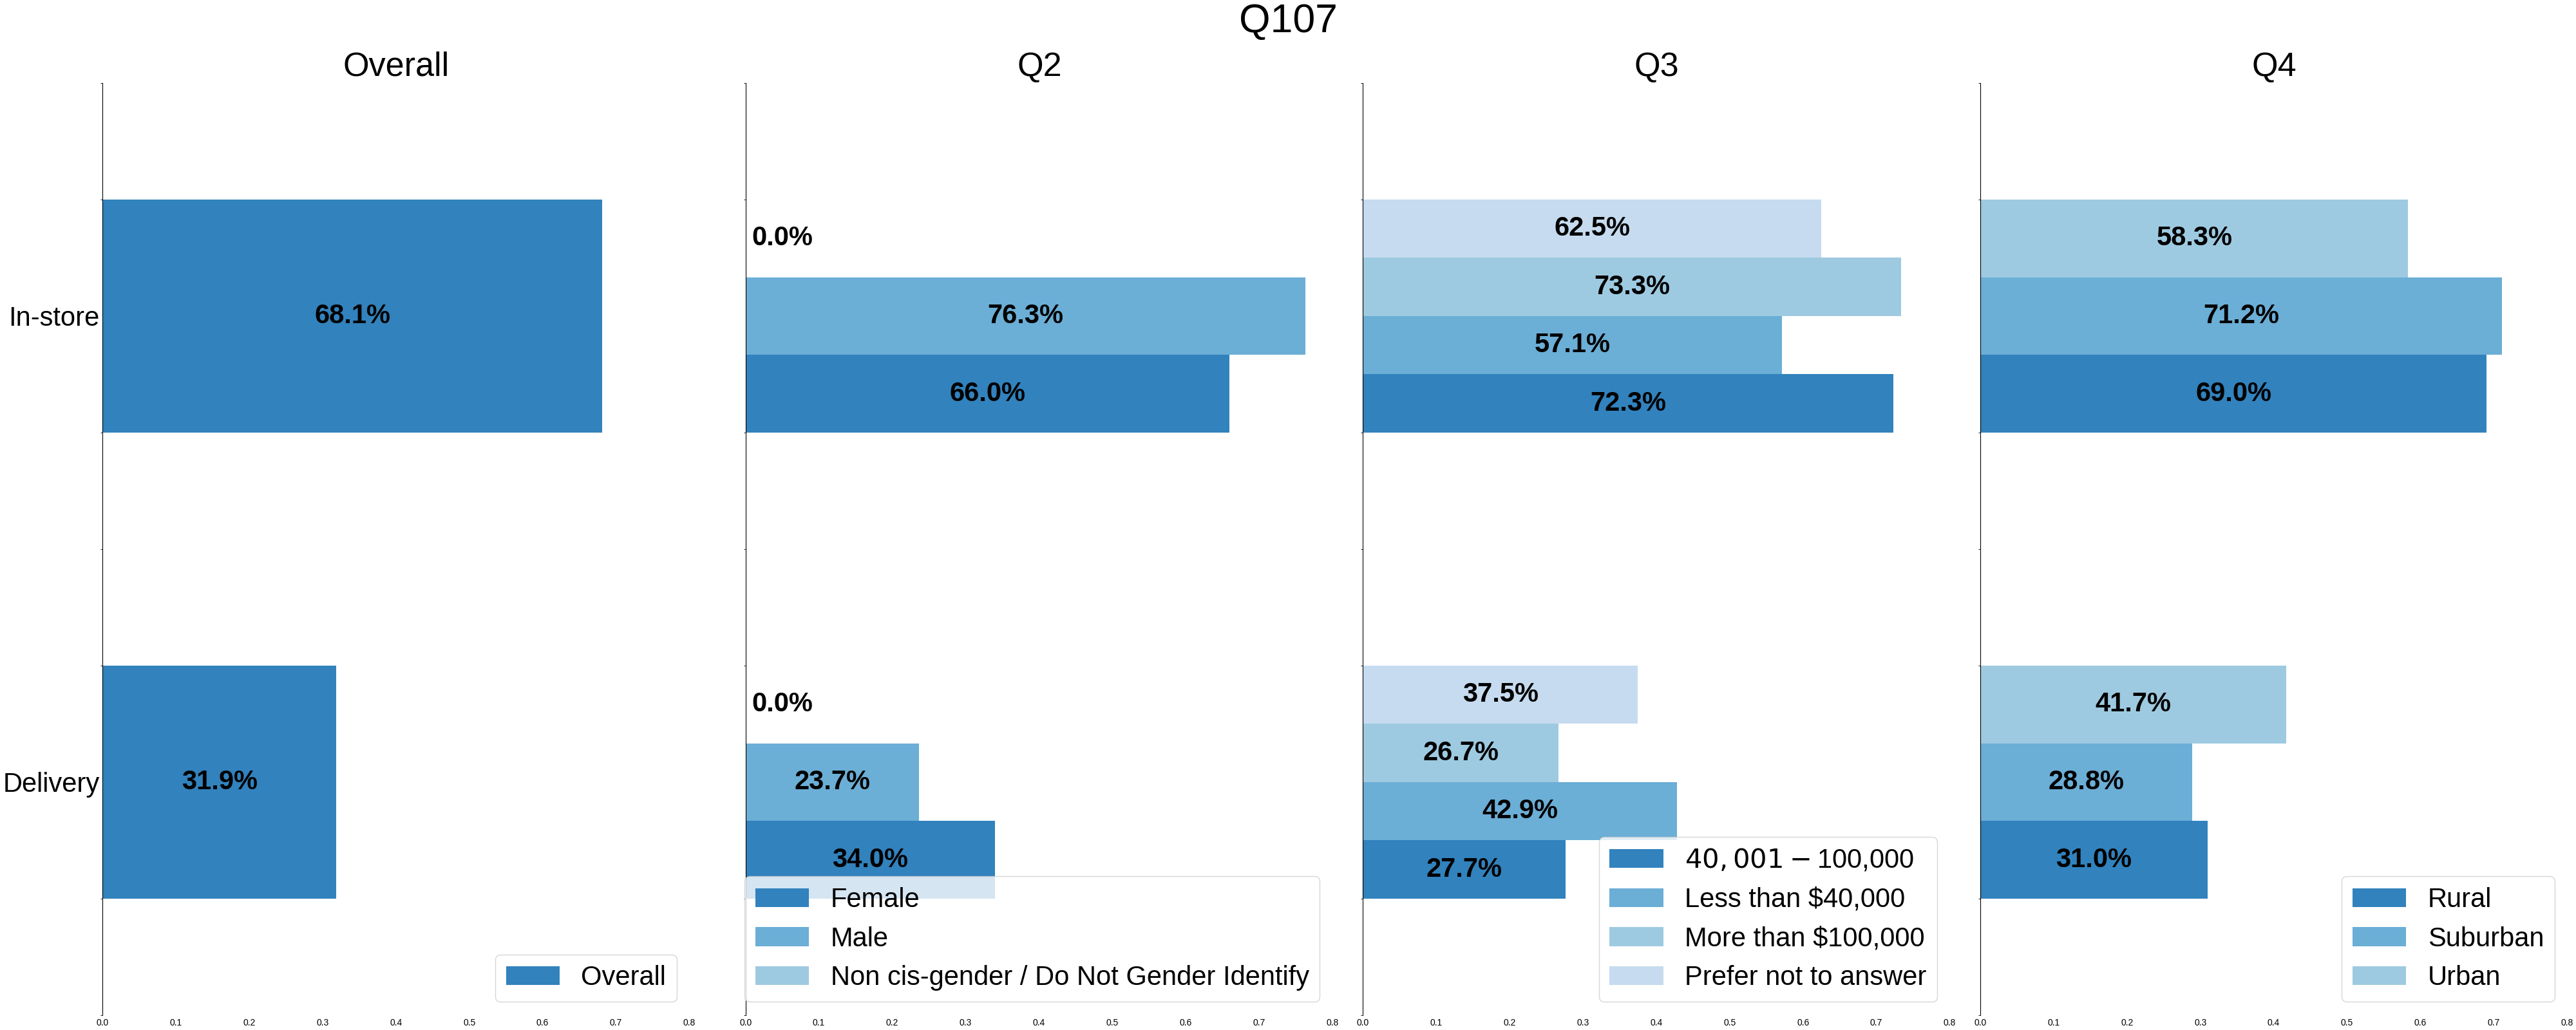 Q107
Overall
Q2
Q3
Q4
In-store
Delivery
68.1%
31.9%
Overall
0.0 0.1 0.2 0.3 0.4 0.5 0.6 0.7 0.8
0.0%
76.3%
66.0%
0.0%
23.7%
34.0%
Female
Male
Non cis-gender / Do Not Gender Identify
0.0 0.1 0.2 0.3 0.4 0.5 0.6 0.7 0.8
62.5%
73.3%
57.1%
72.3%
37.5%
26.7%
42.9%
27.7%
40,001 – 100,000
Less than $40,000
More than $100,000
Prefer not to answer
0.0 0.1 0.2 0.3 0.4 0.5 0.6 0.7 0.8
58.3%
71.2%
69.0%
41.7%
28.8%
31.0%
Rural
Suburban
Urban
0.0 0.1 0.2 0.3 0.4 0.5 0.6 0.7 0.8